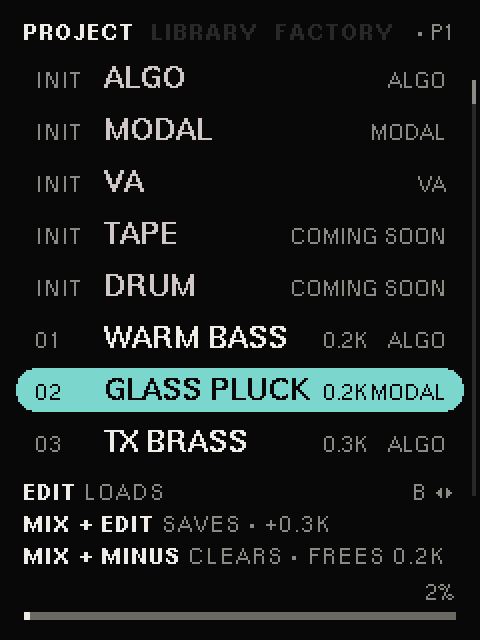 PROJECT LIBRARY FACTORY · P1
INIT ALGO ALGO
INIT MODAL MODAL
INIT VA VA
INIT TAPE COMING SOON
INIT DRUM COMING SOON
01 WARM BASS 0.2K ALGO
02 GLASS PLUCK 0.2K MODAL
03 TX BRASS 0.3K ALGO
EDIT LOADS B ◂▸
MIX + EDIT SAVES · +0.3K
MIX + MINUS CLEARS · FREES 0.2K
2%